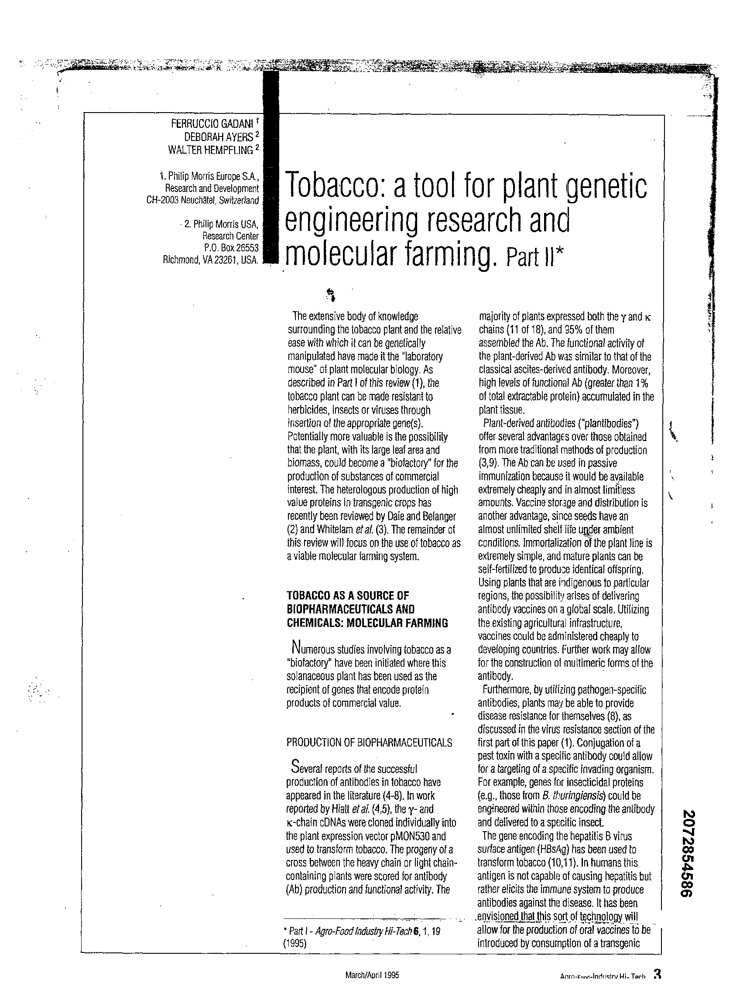 FERRUCCIO GADANI 1
DEBORAH AYERS 2
WALTER HEMPFLING 2
1. Philip Morris Europe S.A.,
Research and Development
CH-2003 Neuchâtel, Switzerland
2. Philip Morris USA,
Research Center
P.O. Box 26553
Richmond, VA 23261, USA.
Tobacco: a tool for plant genetic
engineering research and
molecular farming. Part II*
The extensive body of knowledge
surrounding the tobacco plant and the relative
ease with which it can be genetically
manipulated have made it the "laboratory
mouse" of plant molecular biology. As
described in Part I of this review (1), the
tobacco plant can be made resistant to
herbicides, insects or viruses through
insertion of the appropriate gene(s).
Potentially more valuable is the possibility
that the plant, with its large leaf area and
biomass, could become a "biofactory" for the
production of substances of commercial
interest. The heterologous production of high
value proteins in transgenic crops has
recently been reviewed by Dale and Belanger
(2) and Whitelam et al. (3). The remainder of
this review will focus on the use of tobacco as
a viable molecular farming system.
TOBACCO AS A SOURCE OF
BIOPHARMACEUTICALS AND
CHEMICALS: MOLECULAR FARMING
Numerous studies involving tobacco as a
"biofactory" have been initiated where this
solanaceous plant has been used as the
recipient of genes that encode protein
products of commercial value.
PRODUCTION OF BIOPHARMACEUTICALS
Several reports of the successful
production of antibodies in tobacco have
appeared in the literature (4-8). In work
reported by Hiatt et al. (4,5), the γ- and
κ-chain cDNAs were cloned individually into
the plant expression vector pMON530 and
used to transform tobacco. The progeny of a
cross between the heavy chain or light chain-
containing plants were scored for antibody
(Ab) production and functional activity. The
* Part I - Agro-Food Industry Hi-Tech 6, 1, 19
(1995)
majority of plants expressed both the γ and κ
chains (11 of 18), and 35% of them
assembled the Ab. The functional activity of
the plant-derived Ab was similar to that of the
classical ascites-derived antibody. Moreover,
high levels of functional Ab (greater than 1%
of total extractable protein) accumulated in the
plant tissue.
Plant-derived antibodies ("plantibodies")
offer several advantages over those obtained
from more traditional methods of production
(3,9). The Ab can be used in passive
immunization because it would be available
extremely cheaply and in almost limitless
amounts. Vaccine storage and distribution is
another advantage, since seeds have an
almost unlimited shelf life under ambient
conditions. Immortalization of the plant line is
extremely simple, and mature plants can be
self-fertilized to produce identical offspring.
Using plants that are indigenous to particular
regions, the possibility arises of delivering
antibody vaccines on a global scale. Utilizing
the existing agricultural infrastructure,
vaccines could be administered cheaply to
developing countries. Further work may allow
for the construction of multimeric forms of the
antibody.
Furthermore, by utilizing pathogen-specific
antibodies, plants may be able to provide
disease resistance for themselves (8), as
discussed in the virus resistance section of the
first part of this paper (1). Conjugation of a
pest toxin with a specific antibody could allow
for a targeting of a specific invading organism.
For example, genes for insecticidal proteins
(e.g., those from B. thuringiensis) could be
engineered within those encoding the antibody
and delivered to a specific insect.
The gene encoding the hepatitis B virus
surface antigen (HBsAg) has been used to
transform tobacco (10,11). In humans this
antigen is not capable of causing hepatitis but
rather elicits the immune system to produce
antibodies against the disease. It has been
envisioned that this sort of technology will
allow for the production of oral vaccines to be
introduced by consumption of a transgenic
2072854586
March/April 1995
Agro-Food-Industry Hi-Tech 3